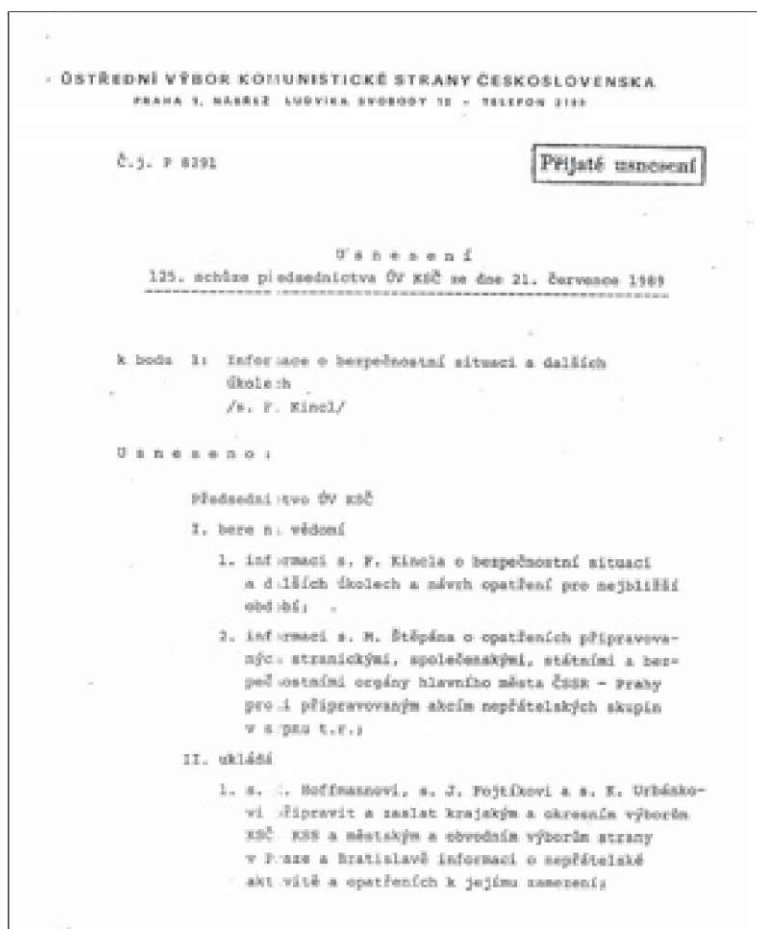 ÚSTŘEDNÍ VÝBOR KOMUNISTICKÉ STRANY ČESKOSLOVENSKA
PRAHA 1, NÁBŘEŽ LUDVÍKA SVOBODY 12 - TELEFON 2199
Č.j. P 8391
Přijaté usnesení
U s n e s e n í
125. schůze předsednictva ÚV KSČ ze dne 21. července 1989
k bodu 1: Informace o bezpečnostní situaci a dalších
úkolech
/s. F. Kincl/
U s n e s e n o :
Předsednictvo ÚV KSČ
I. bere na vědomí
1. informaci s. F. Kincla o bezpečnostní situaci
a dalších úkolech a návrh opatření pro nejbližší
období;
2. informaci s. M. Štěpána o opatřeních připravova-
ných stranickými, společenskými, státními a bez-
pečnostními orgány hlavního města ČSSR - Prahy
proti připravovaným akcím nepřátelských skupin
v srpnu t.r.;
II. ukládá
1. s. Hoffmannovi, s. J. Fojtíkovi a s. K. Urbánko-
vi připravit a zaslat krajským a okresním výborům
KSČ KSS a městským a obvodním výborům strany
v Praze a Bratislavě informaci o nepřátelské
aktivitě a opatřeních k jejímu zamezení;